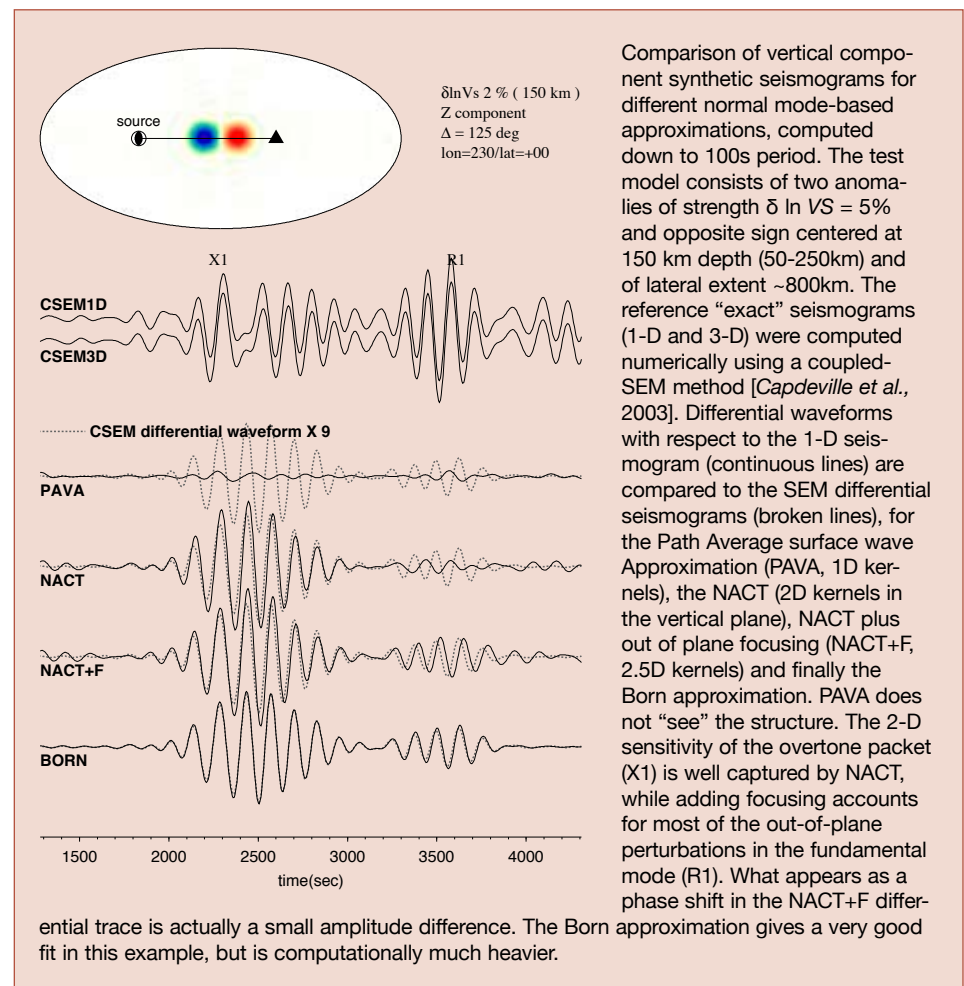 source
δlnVs 2 % ( 150 km )
Z component
Δ = 125 deg
lon=230/lat=+00
X1
R1
CSEM1D
CSEM3D
CSEM differential waveform X 9
PAVA
NACT
NACT+F
BORN
1500 2000 2500 3000 3500 4000
time(sec)
Comparison of vertical compo-
nent synthetic seismograms for
different normal mode-based
approximations, computed
down to 100s period. The test
model consists of two anoma-
lies of strength δ ln VS = 5%
and opposite sign centered at
150 km depth (50-250km) and
of lateral extent ~800km. The
reference “exact” seismograms
(1-D and 3-D) were computed
numerically using a coupled-
SEM method [Capdeville et al.,
2003]. Differential waveforms
with respect to the 1-D seis-
mogram (continuous lines) are
compared to the SEM differential
seismograms (broken lines), for
the Path Average surface wave
Approximation (PAVA, 1D ker-
nels), the NACT (2D kernels in
the vertical plane), NACT plus
out of plane focusing (NACT+F,
2.5D kernels) and finally the
Born approximation. PAVA does
not “see” the structure. The 2-D
sensitivity of the overtone packet
(X1) is well captured by NACT,
while adding focusing accounts
for most of the out-of-plane
perturbations in the fundamental
mode (R1). What appears as a
phase shift in the NACT+F differ-
ential trace is actually a small amplitude difference. The Born approximation gives a very good
fit in this example, but is computationally much heavier.